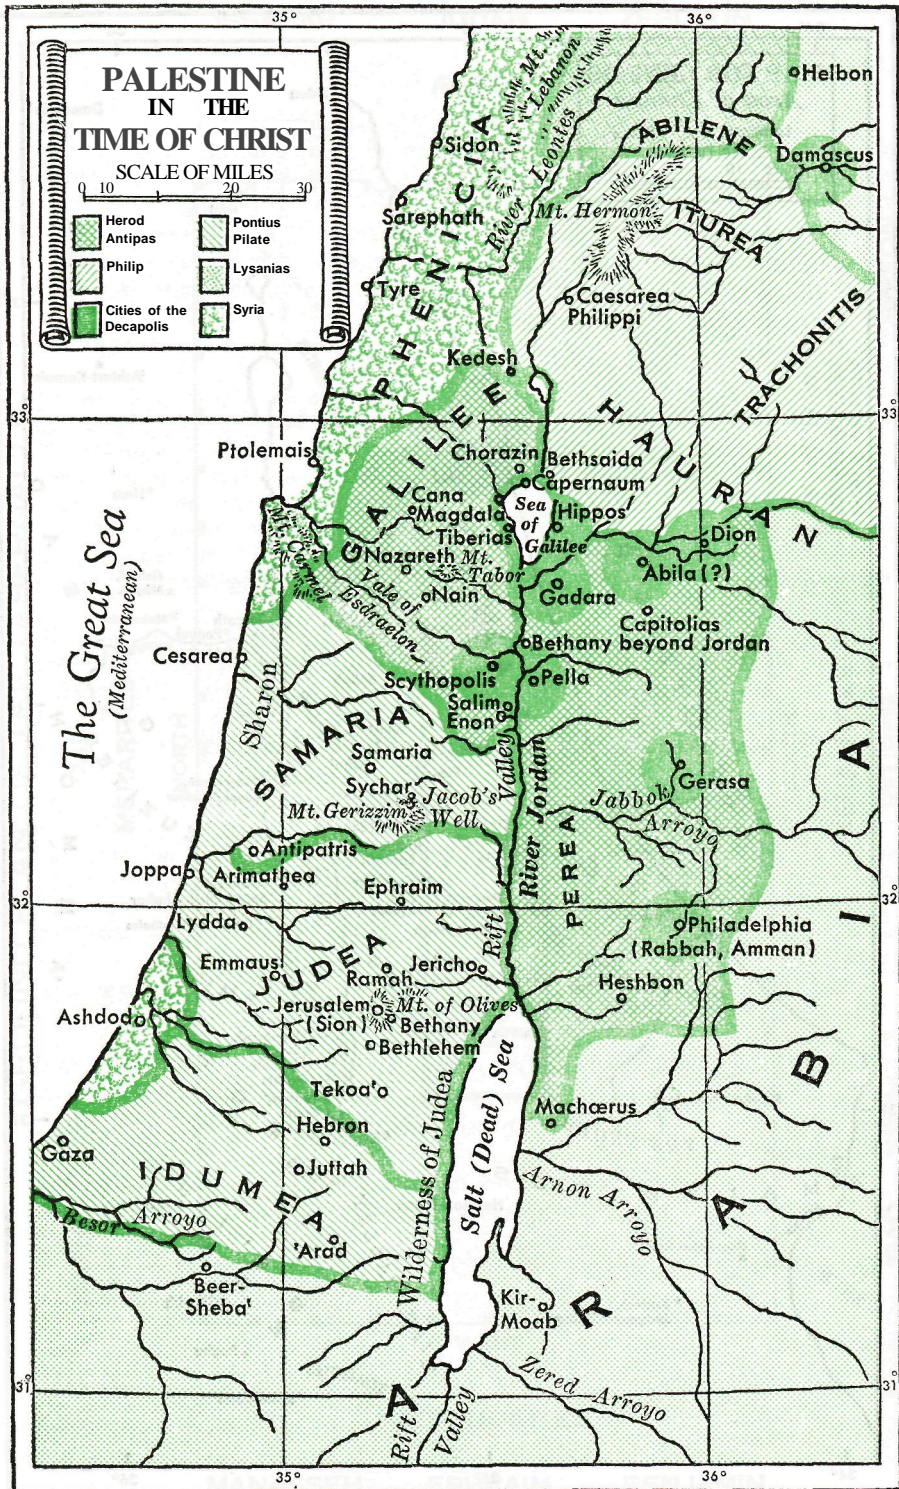 35°
36°
PALESTINE
IN THE
TIME OF CHRIST
SCALE OF MILES
0 10 20 30
Herod
Antipas
Pontius
Pilate
Philip
Lysanias
Cities of the
Decapolis
Syria
Mt.
Lebanon
Helbon
Sidon
River Leontes
ABILENE
Damascus
Sarephath
Mt. Hermon
ITUREA
PHENICIA
Tyre
Caesarea
Philippi
TRACHONITIS
Kedesh
33°
33°
HAURAN
GALILEE
Ptolemais
Chorazin
Bethsaida
Capernaum
Cana
Magdala
Sea
of
Galilee
Hippos
Tiberias
Dion
Mt.
Carmel
Nazareth
Mt.
Tabor
Abila (?)
Nain
Gadara
Vale of
Esdraelon
Capitolias
Bethany beyond Jordan
The Great Sea
(Mediterranean)
Cesarea
Scythopolis
Pella
Sharon
Salim
Enon
SAMARIA
Samaria
Sychar
Jacob's
Well
Mt. Gerizzim
Gerasa
Jabbok
Arroyo
Rift Valley
River Jordan
PEREA
Antipatris
Joppa
Arimathea
Ephraim
32°
32°
Lydda
Philadelphia
(Rabbah, Amman)
JUDEA
Emmaus
Ramah
Jericho
Heshbon
Jerusalem
(Sion)
Mt. of Olives
Bethany
Ashdod
Bethlehem
Salt (Dead) Sea
Tekoa'
Machœrus
Hebron
Wilderness of Judea
Gaza
Juttah
IDUMEA
Arnon Arroyo
Besor Arroyo
'Arad
Beer-
Sheba'
Kir-
Moab
ARABIA
31°
31°
Zered Arroyo
Rift
Valley
35°
36°